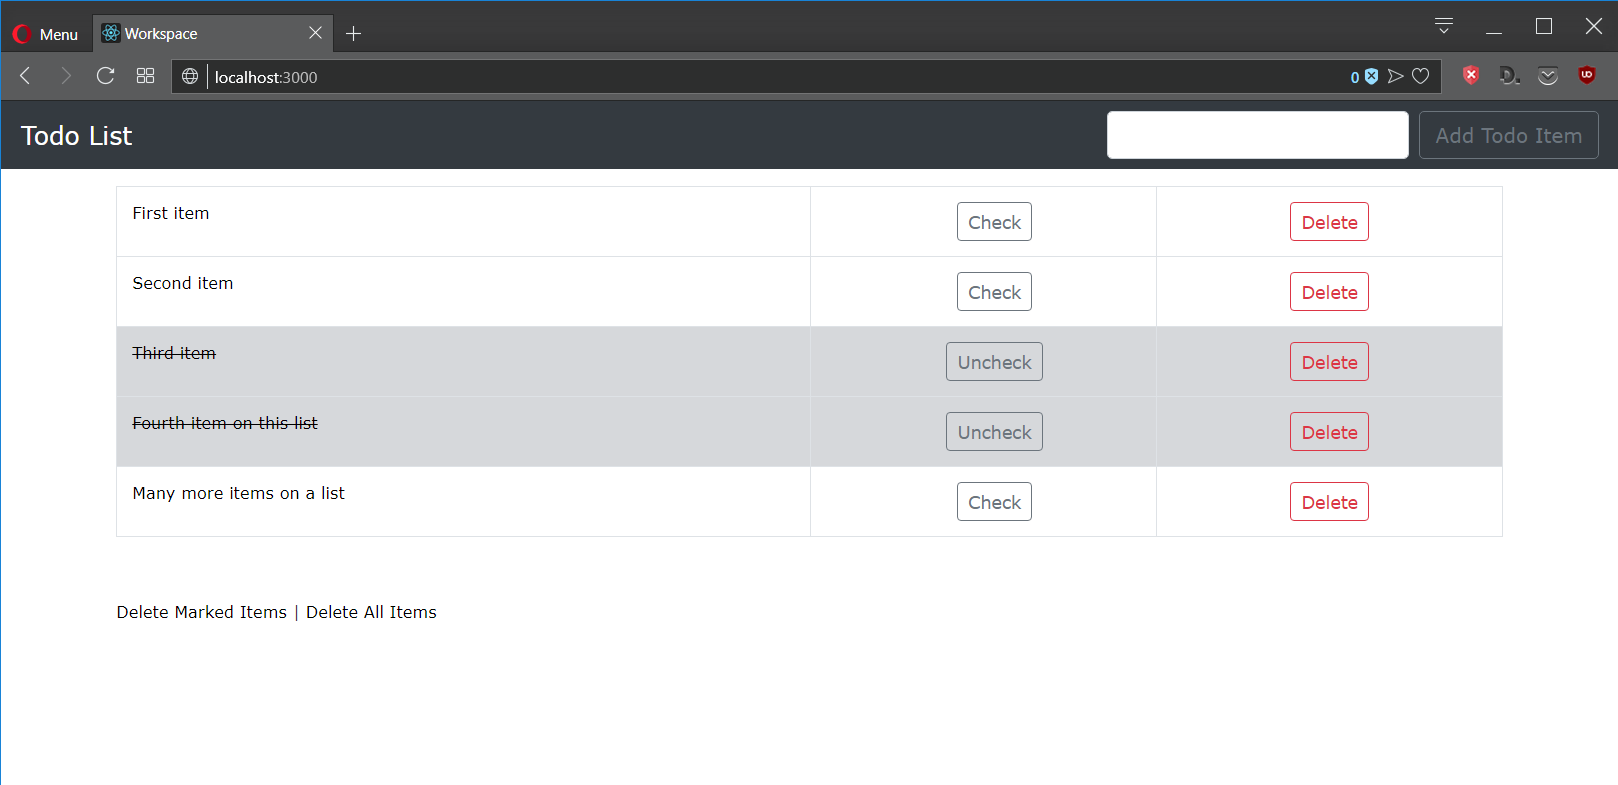 Menu Workspace
localhost:3000 0
Todo List Add Todo Item
First item Check Delete
Second item Check Delete
Third item Uncheck Delete
Fourth item on this list Uncheck Delete
Many more items on a list Check Delete
Delete Marked Items | Delete All Items